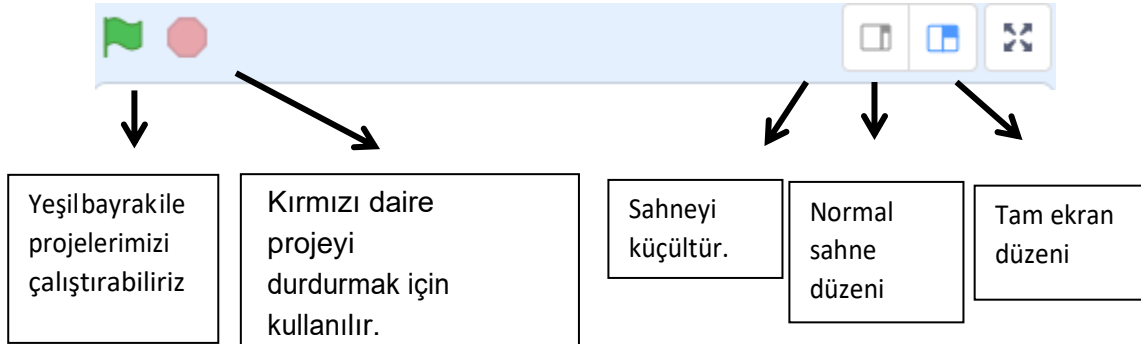 Yeşilbayrakile
projelerimizi
çalıştırabiliriz
Kırmızı daire
projeyi
durdurmak için
kullanılır.
Sahneyi
küçültür.
Normal
sahne
düzeni
Tam ekran
düzeni